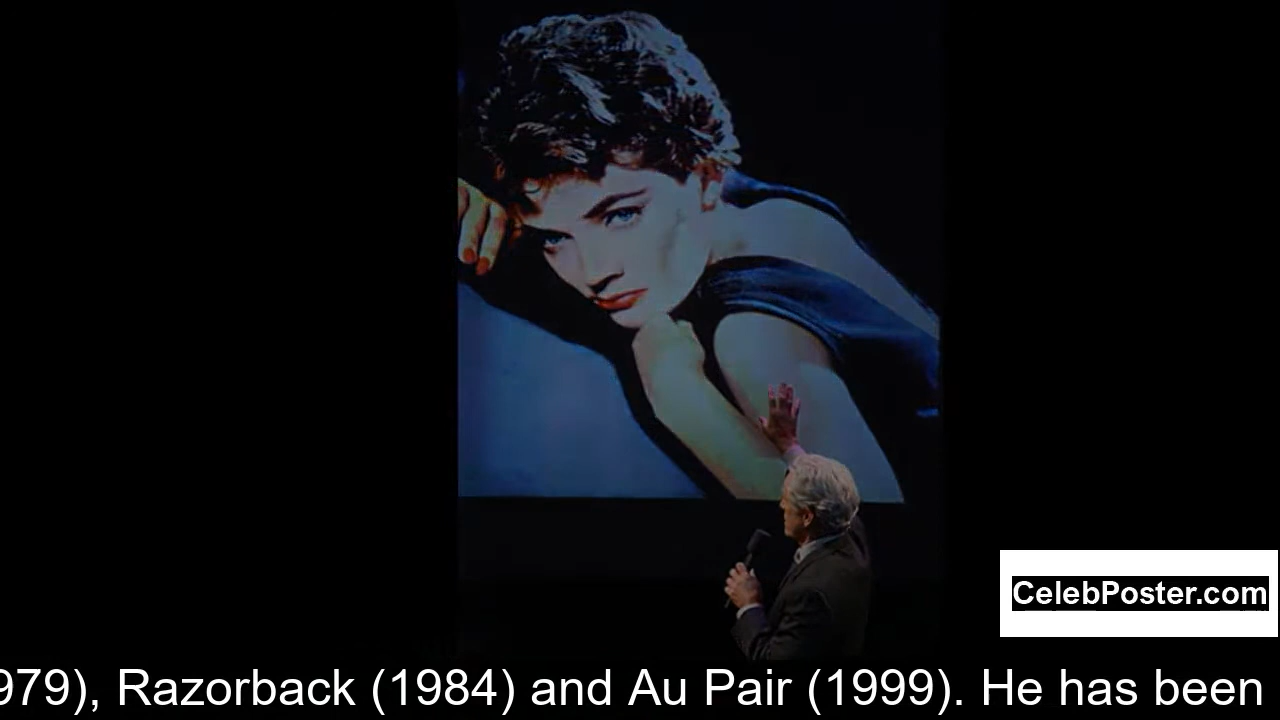 CelebPoster.com
979), Razorback (1984) and Au Pair (1999). He has been